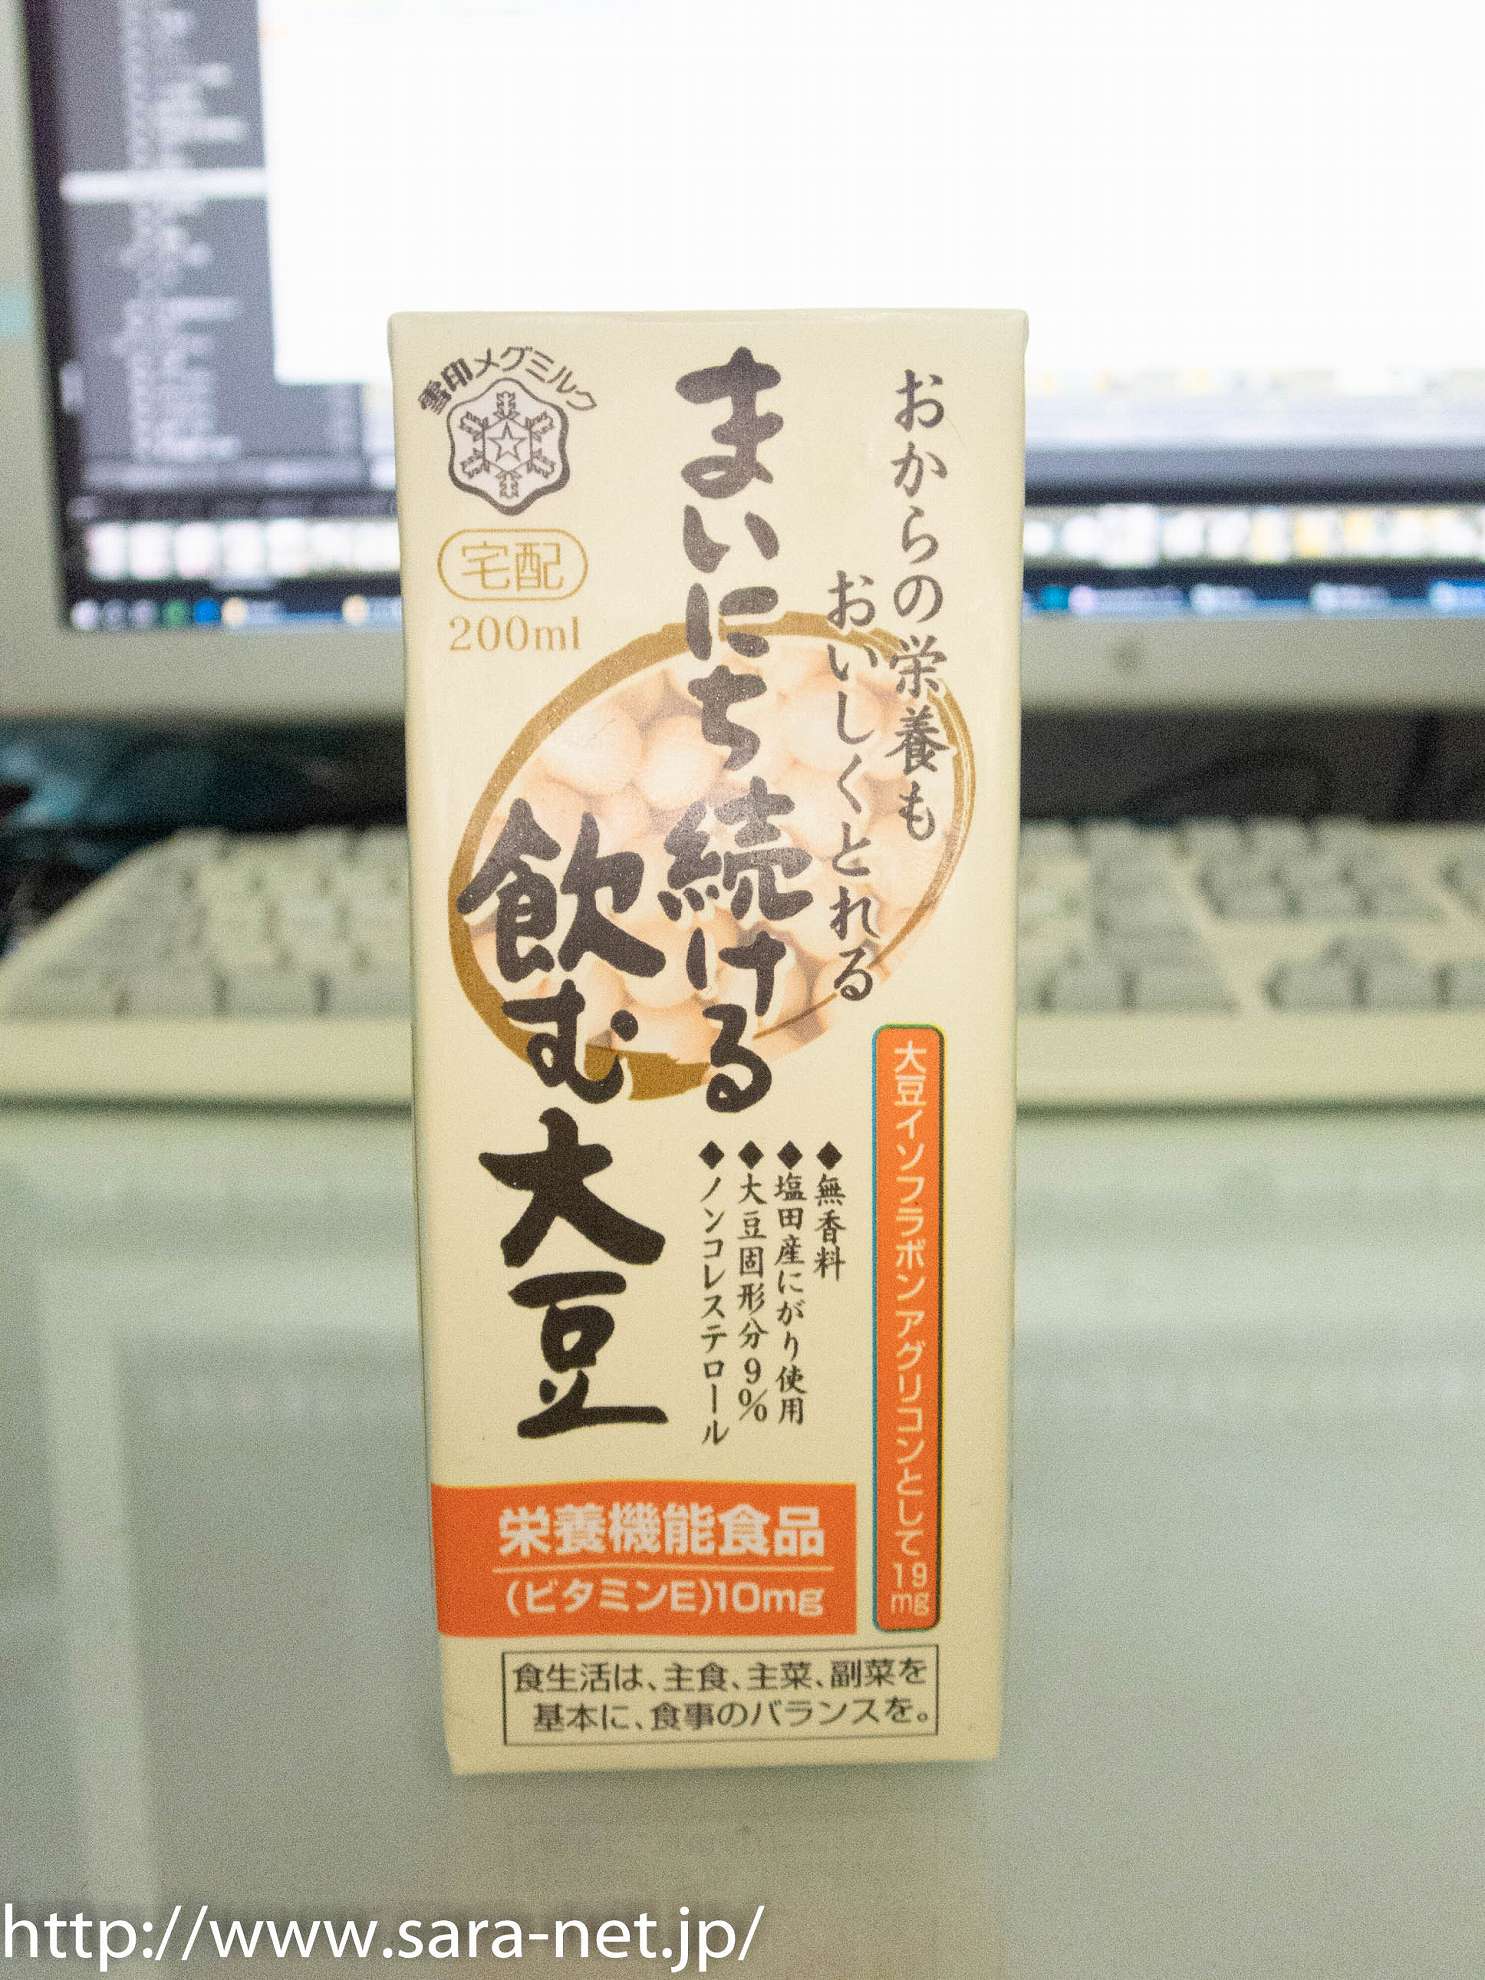 雪印メグミルク
宅配
200ml
おからの栄養も
おいしくとれる
まいにち続ける
飲む大豆
◆無香料
◆塩田産にがり使用
◆大豆固形分9%
◆ノンコレステロール
大豆イソフラボンアグリコンとして19mg
栄養機能食品
(ビタミンE)10mg
食生活は、主食、主菜、副菜を
基本に、食事のバランスを。
http://www.sara-net.jp/